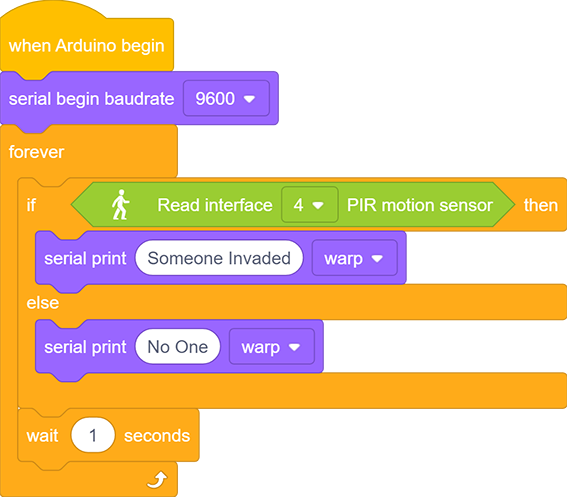 when Arduino begin
serial begin baudrate 9600
forever
if Read interface 4 PIR motion sensor then
serial print Someone Invaded warp
else
serial print No One warp
wait 1 seconds